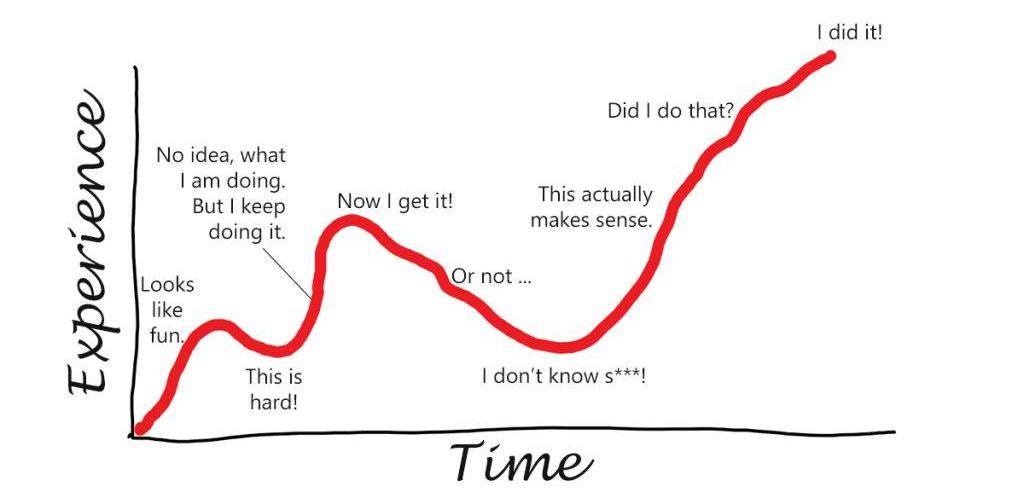 Experience
I did it!
Did I do that?
No idea, what
I am doing.
But I keep
doing it.
Now I get it!
This actually
makes sense.
Looks
like
fun.
Or not ...
This is
hard!
I don't know s***!
Time